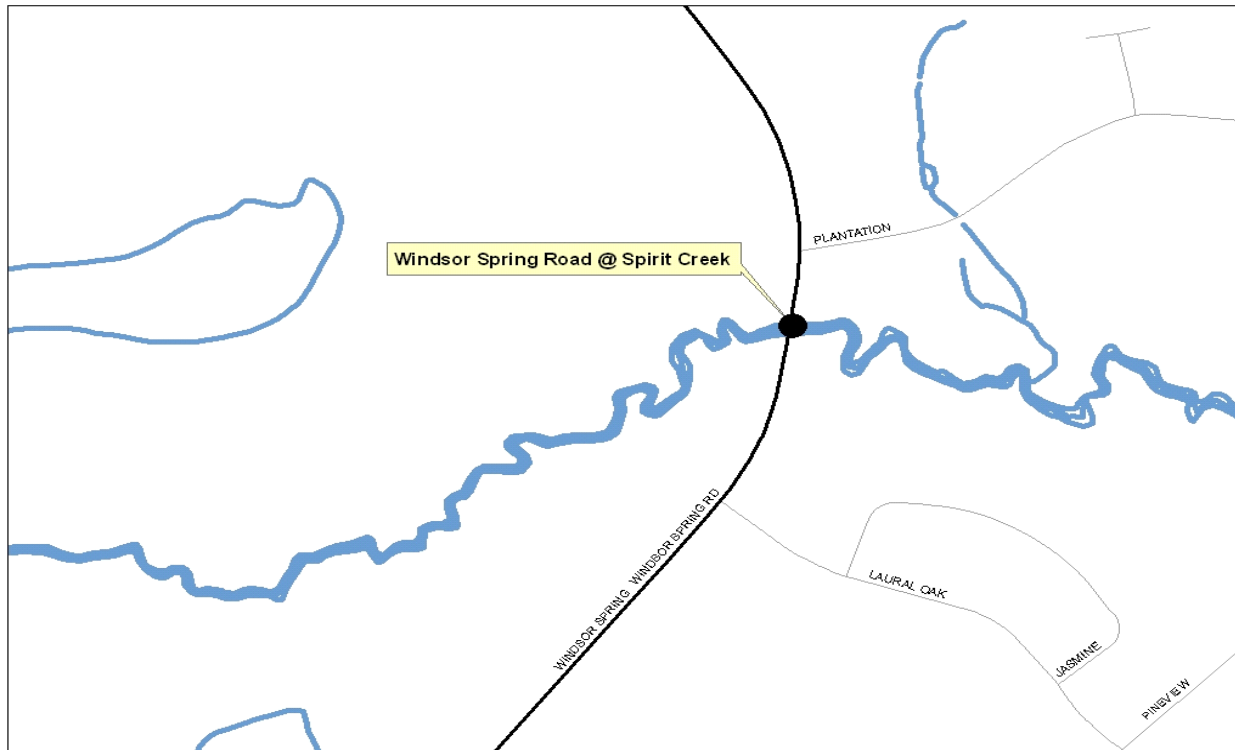 PLANTATION
Windsor Spring Road @ Spirit Creek
WINDSOR SPRING WINDSOR SPRING RD
LAURAL OAK
JASMINE
PINEVIEW